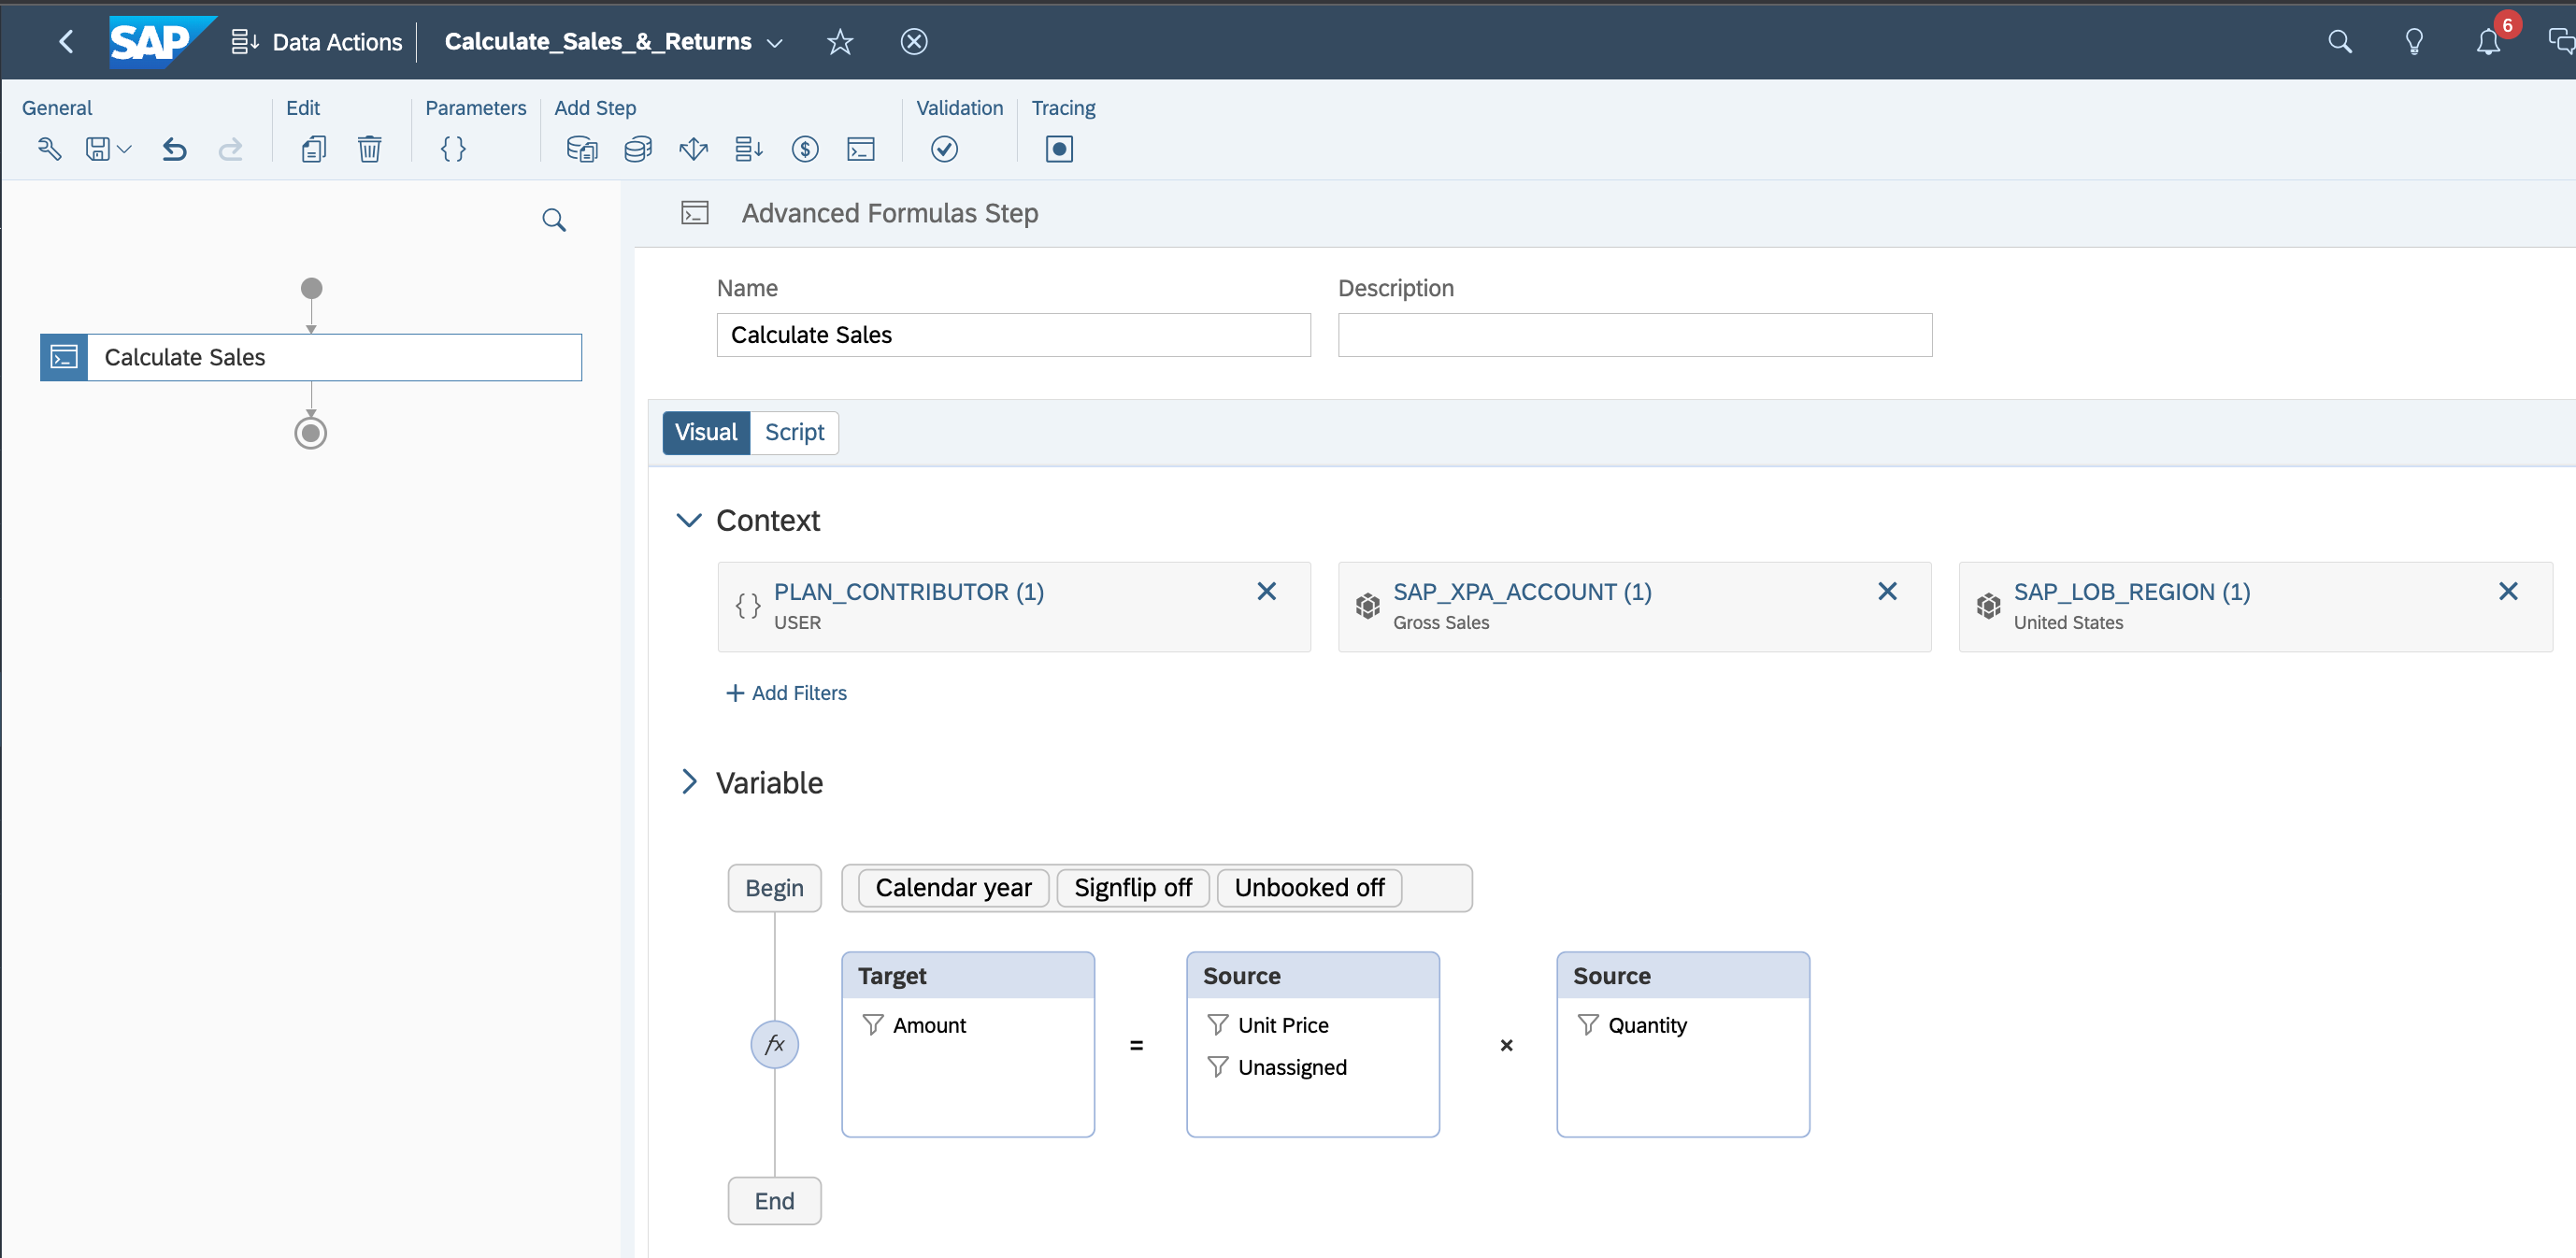 SAP Data Actions Calculate_Sales_&_Returns 6
General Edit Parameters Add Step Validation Tracing
Advanced Formulas Step
Name Description
Calculate Sales
Calculate Sales
Visual Script
Context
PLAN_CONTRIBUTOR (1) SAP_XPA_ACCOUNT (1) SAP_LOB_REGION (1)
USER Gross Sales United States
+ Add Filters
Variable
Begin Calendar year Signflip off Unbooked off
Target Source Source
Amount Unit Price Quantity
fx = ×
Unassigned
End